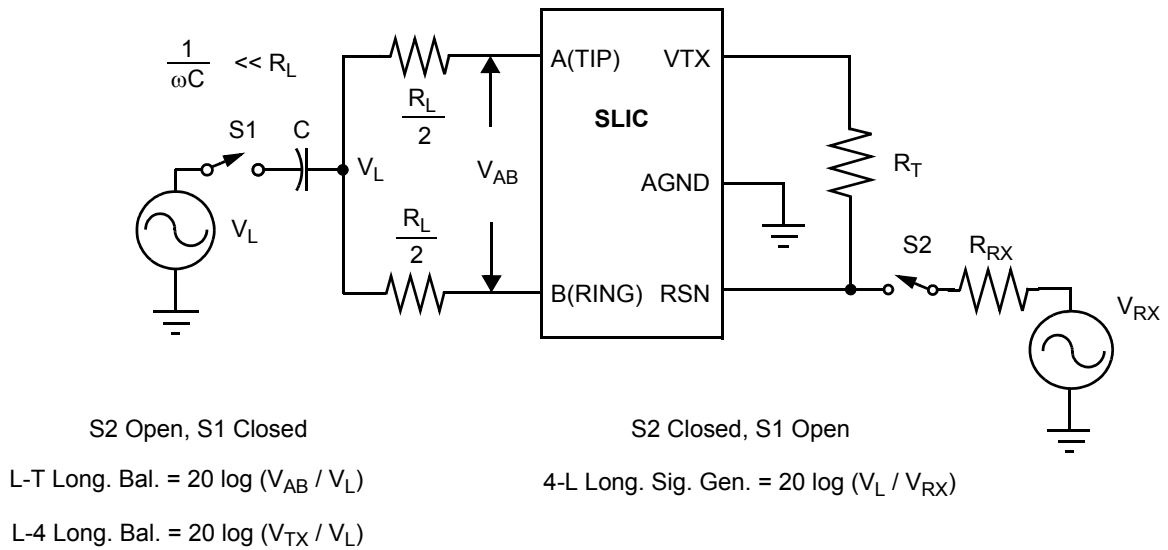 1
ωC
<< R_L
R_L
2
S1
C
V_L
V_L
V_AB
R_L
2
A(TIP)
VTX
SLIC
AGND
B(RING)
RSN
R_T
S2
R_RX
V_RX
S2 Open, S1 Closed
L-T Long. Bal. = 20 log (V_AB / V_L)
L-4 Long. Bal. = 20 log (V_TX / V_L)
S2 Closed, S1 Open
4-L Long. Sig. Gen. = 20 log (V_L / V_RX)